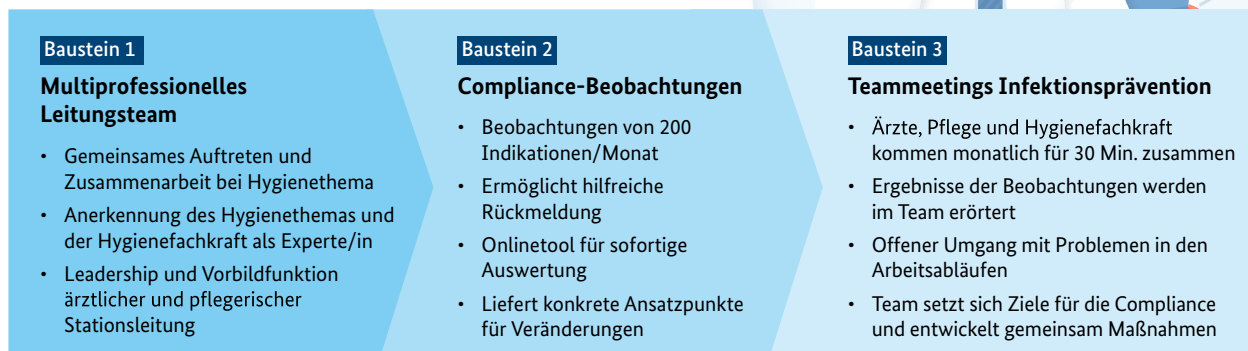 Baustein 1
Multiprofessionelles
Leitungsteam
• Gemeinsames Auftreten und
Zusammenarbeit bei Hygienethema
• Anerkennung des Hygienethemas und
der Hygienefachkraft als Experte/in
• Leadership und Vorbildfunktion
ärztlicher und pflegerischer
Stationsleitung
Baustein 2
Compliance-Beobachtungen
• Beobachtungen von 200
Indikationen/Monat
• Ermöglicht hilfreiche
Rückmeldung
• Onlinetool für sofortige
Auswertung
• Liefert konkrete Ansatzpunkte
für Veränderungen
Baustein 3
Teammeetings Infektionsprävention
• Ärzte, Pflege und Hygienefachkraft
kommen monatlich für 30 Min. zusammen
• Ergebnisse der Beobachtungen werden
im Team erörtert
• Offener Umgang mit Problemen in den
Arbeitsabläufen
• Team setzt sich Ziele für die Compliance
und entwickelt gemeinsam Maßnahmen